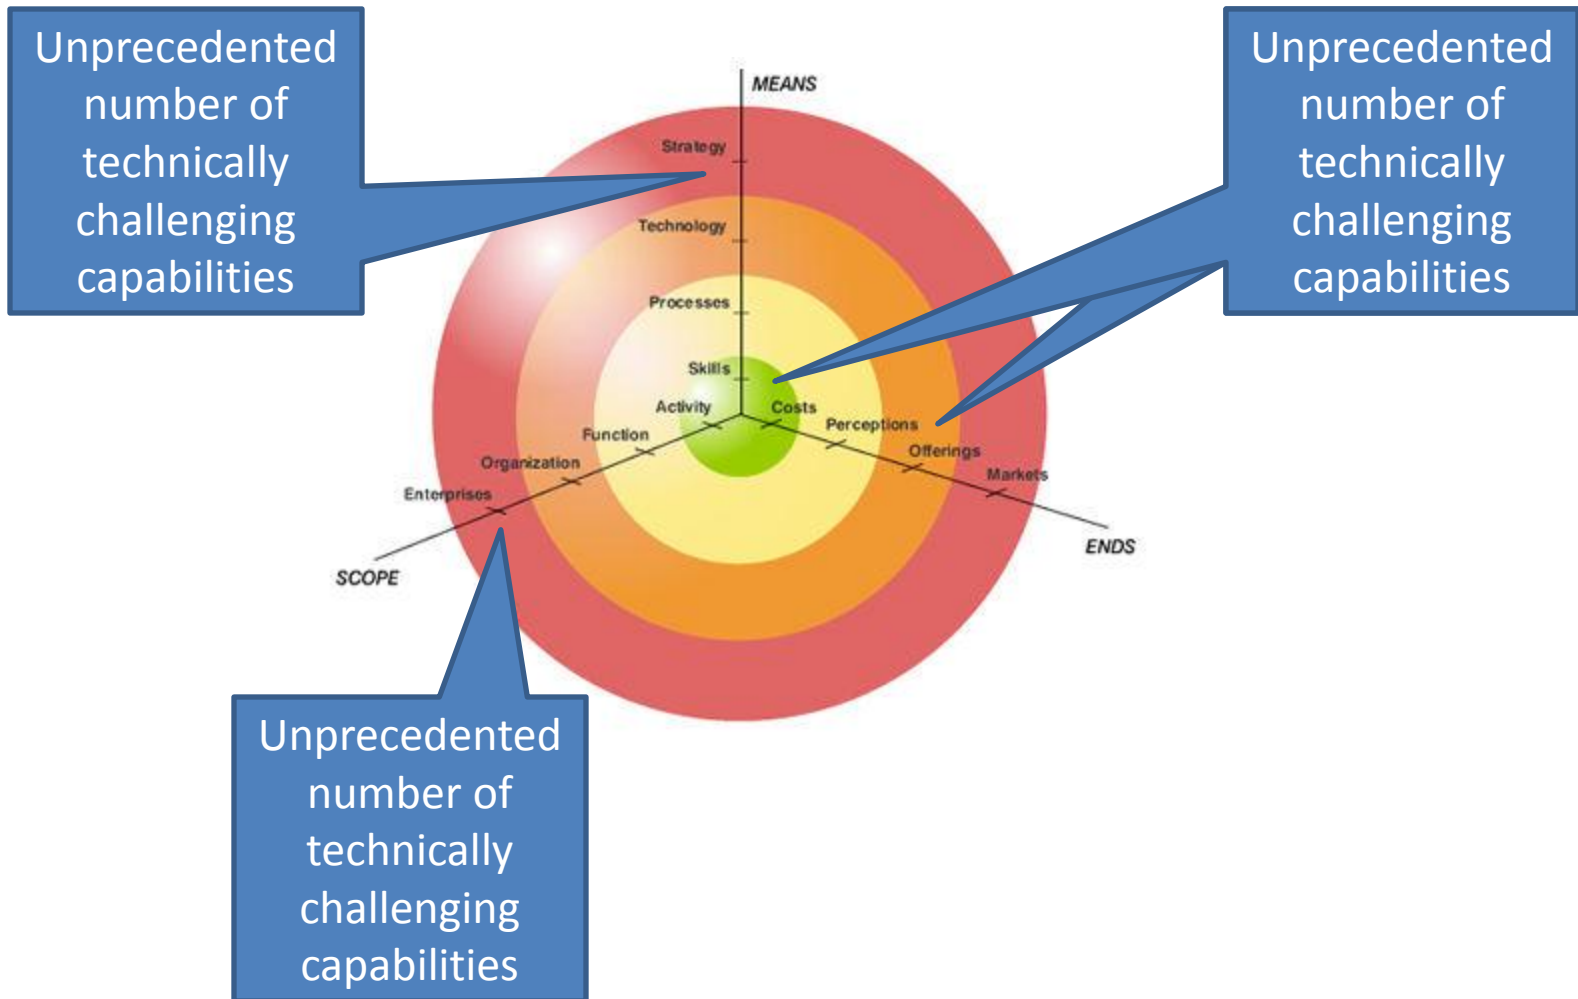 Unprecedented
number of
technically
challenging
capabilities
Unprecedented
number of
technically
challenging
capabilities
MEANS
Strategy
Technology
Processes
Skills
Activity
Function
Organization
Enterprises
SCOPE
Costs
Perceptions
Offerings
Markets
ENDS
Unprecedented
number of
technically
challenging
capabilities